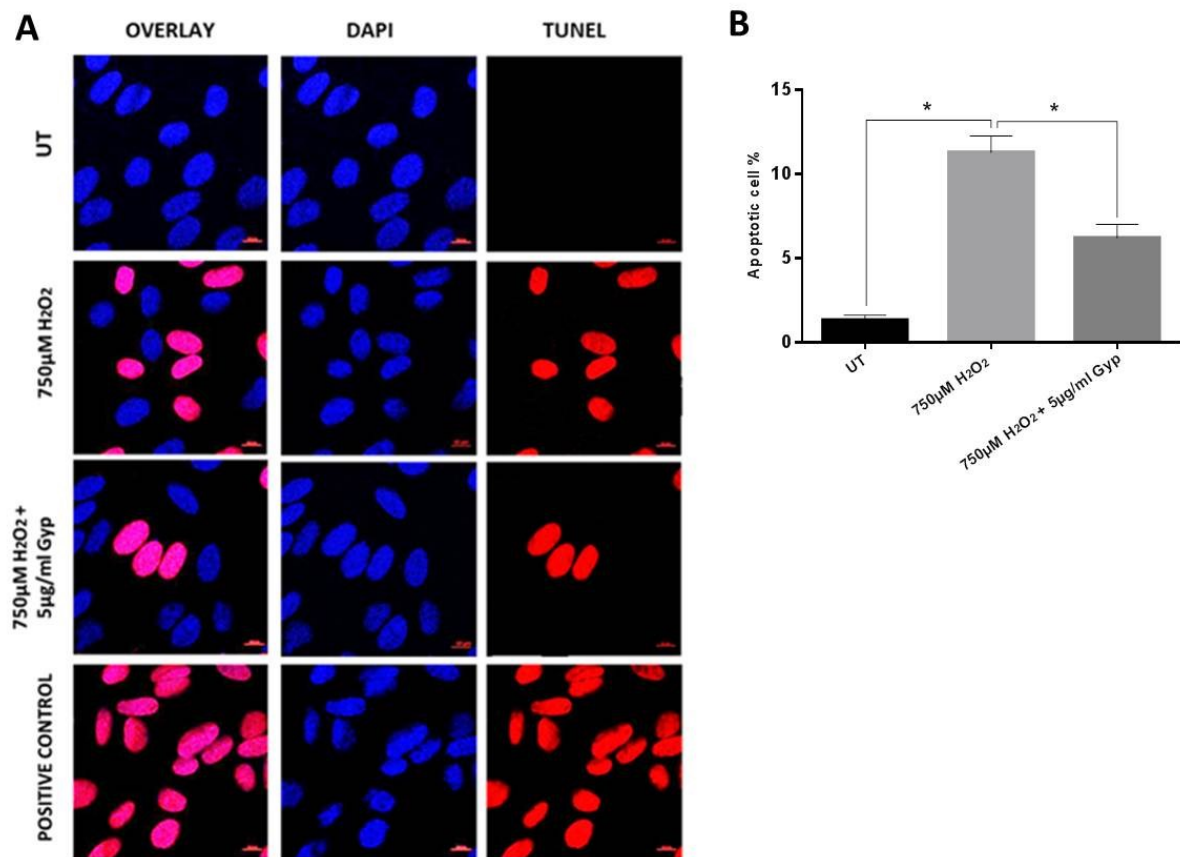 A
OVERLAY DAPI TUNEL
UT
750µM H2O2
750µM H2O2 +
5µg/ml Gyp
POSITIVE CONTROL
B
15
10
5
0
Apoptotic cell %
* *
UT
750µM H2O2
750µM H2O2 + 5µg/ml Gyp